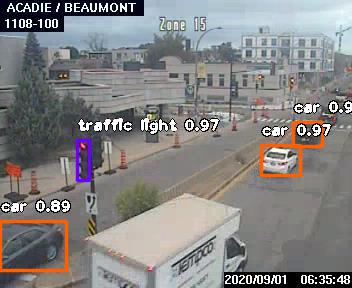 ACADIE / BEAUMONT
1108-100
Zone 15
car 0.9
traffic light 0.97
car 0.97
car 0.89
TEMPCO
2020/09/01 06:35:48